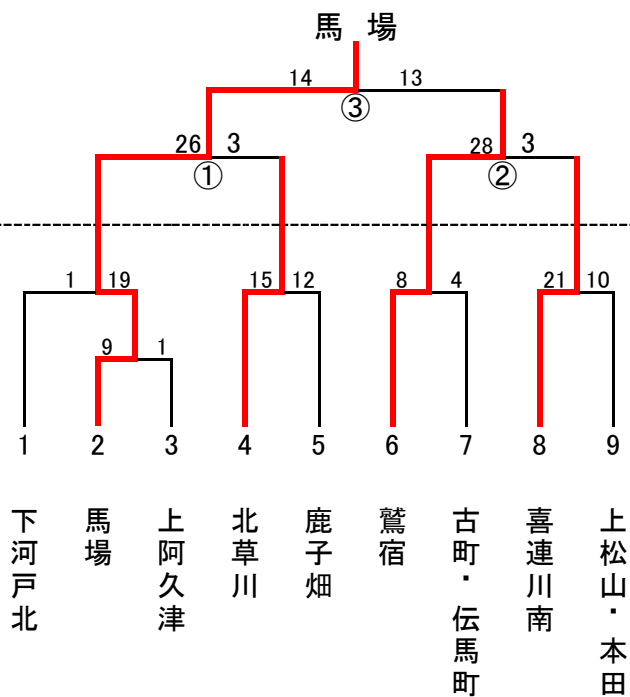 馬 場
14 13
③
26 3 28 3
① ②
1 19 15 12 8 4 21 10
9 1
1 2 3 4 5 6 7 8 9
下河戸北
馬場
上阿久津
北草川
鹿子畑
鷲宿
古町・伝馬町
喜連川南
上松山・本田